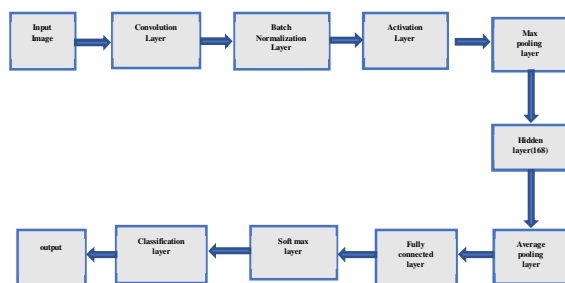 Input
Image
Convolution
Layer
Batch
Normalization
Layer
Activation
Layer
Max
pooling
layer
Hidden
layer(168)
Average
pooling
layer
Fully
connected
layer
Soft max
layer
Classification
layer
output